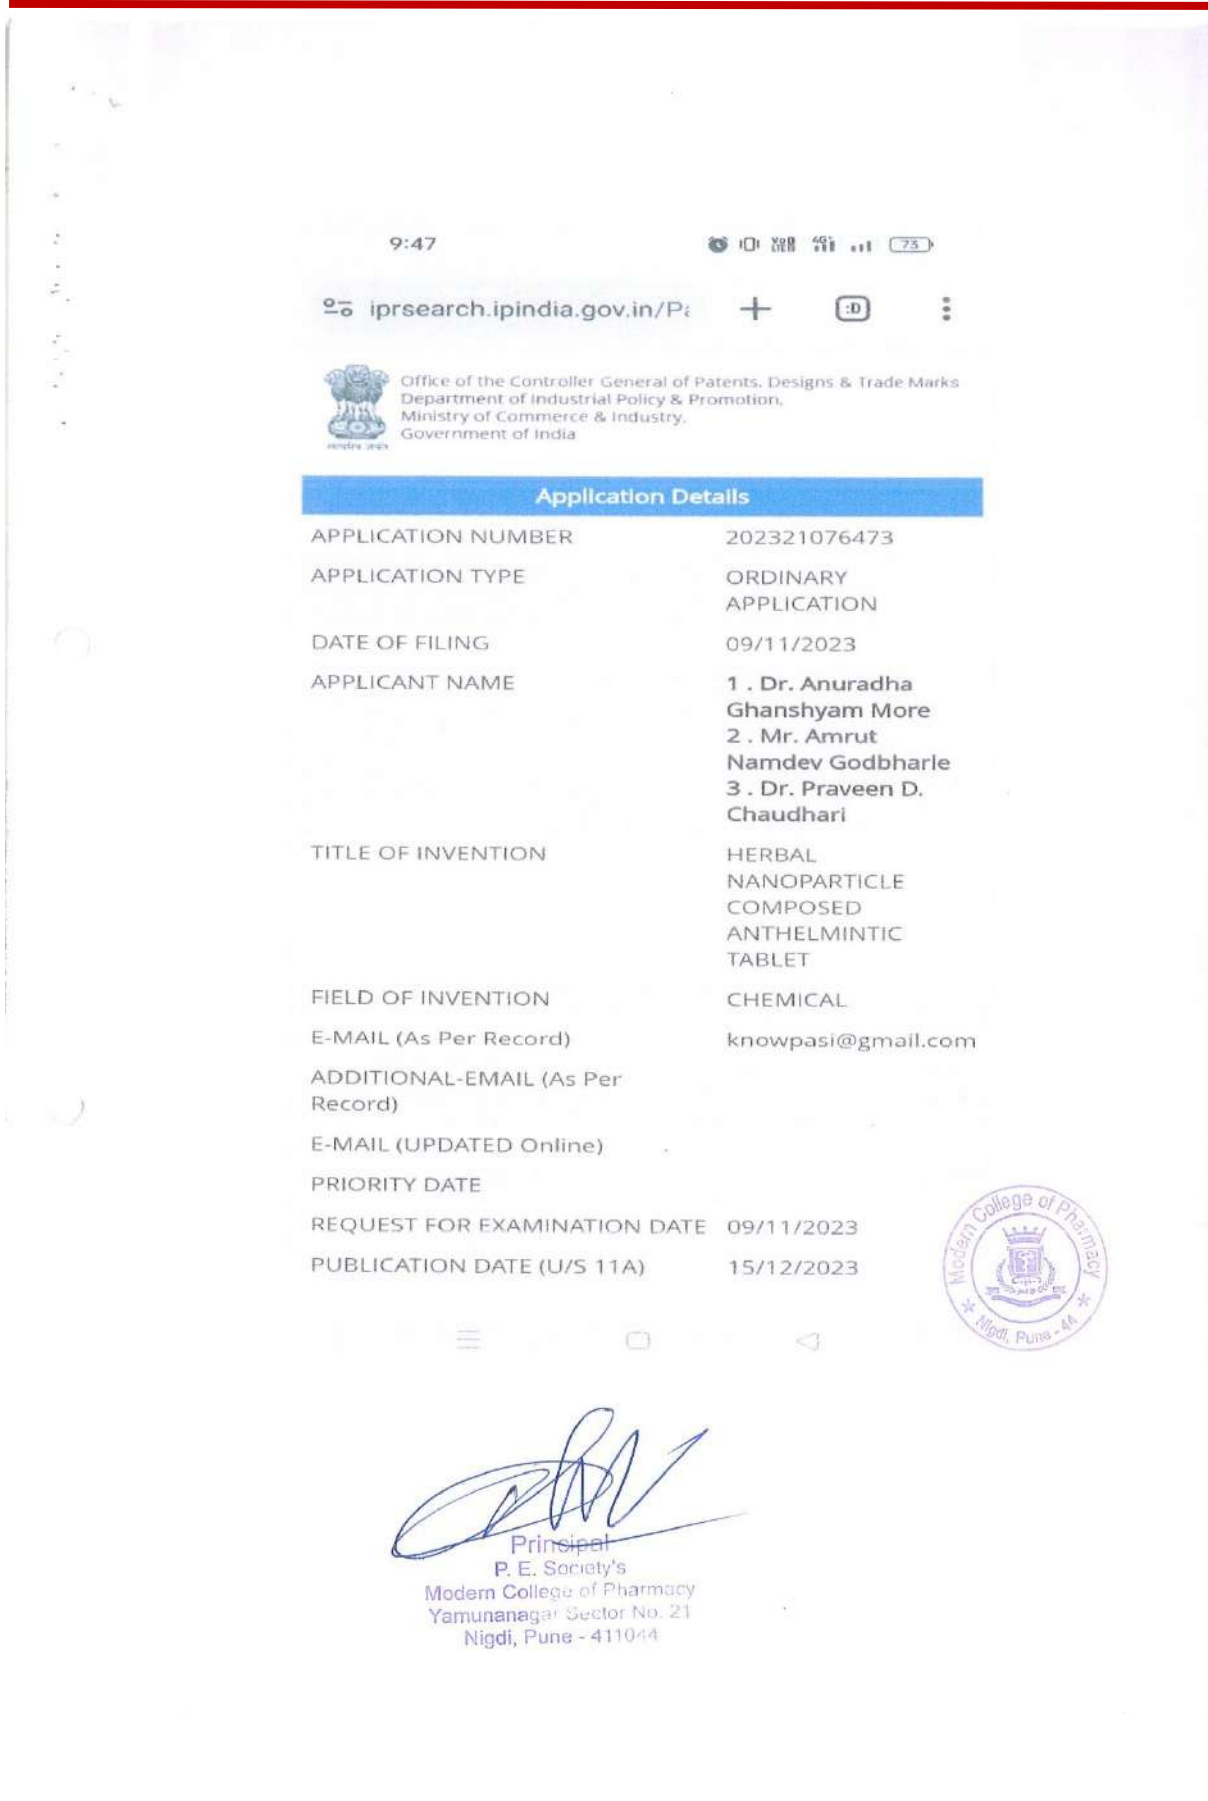 9:47
73
iprsearch.ipindia.gov.in/Pa
:D
Office of the Controller General of Patents, Designs & Trade Marks
Department of Industrial Policy & Promotion,
Ministry of Commerce & Industry,
Government of India
Application Details
APPLICATION NUMBER 202321076473
APPLICATION TYPE ORDINARY
APPLICATION
DATE OF FILING 09/11/2023
APPLICANT NAME 1 . Dr. Anuradha
Ghanshyam More
2 . Mr. Amrut
Namdev Godbharle
3 . Dr. Praveen D.
Chaudhari
TITLE OF INVENTION HERBAL
NANOPARTICLE
COMPOSED
ANTHELMINTIC
TABLET
FIELD OF INVENTION CHEMICAL
E-MAIL (As Per Record) knowpasi@gmail.com
ADDITIONAL-EMAIL (As Per
Record)
E-MAIL (UPDATED Online)
PRIORITY DATE
REQUEST FOR EXAMINATION DATE 09/11/2023
PUBLICATION DATE (U/S 11A) 15/12/2023
Modern College of Pharmacy
Nigdi, Pune - 44
Principal
P. E. Society's
Modern College of Pharmacy
Yamunanagar Sector No. 21
Nigdi, Pune - 411044